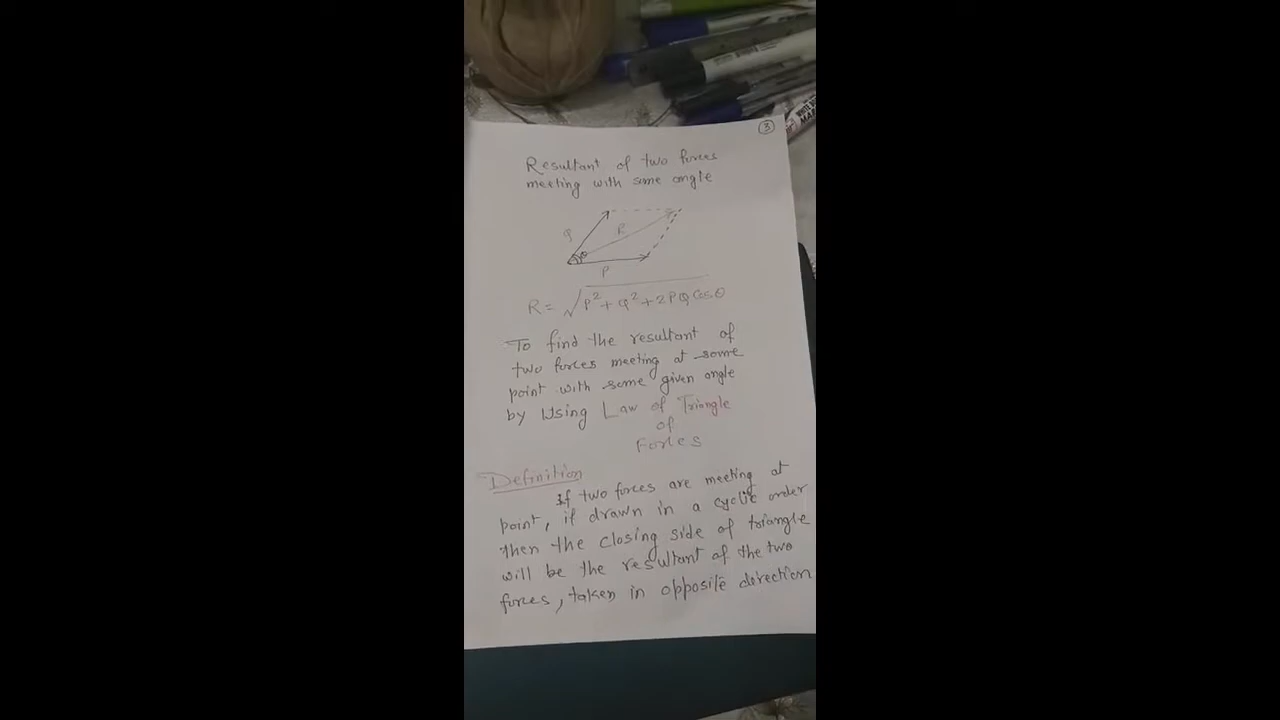 3
Resultant of two forces
meeting with some angle
Q
R
θ
P
R = √P²+Q²+2PQ Cosθ
To find the resultant of
two forces meeting at some
point with some given angle
by Using Law of Triangle
of
Forces
Definition
If two forces are meeting at
point, if drawn in a cyclic order
then the closing side of triangle
will be the resultant of the two
forces, taken in opposite direction